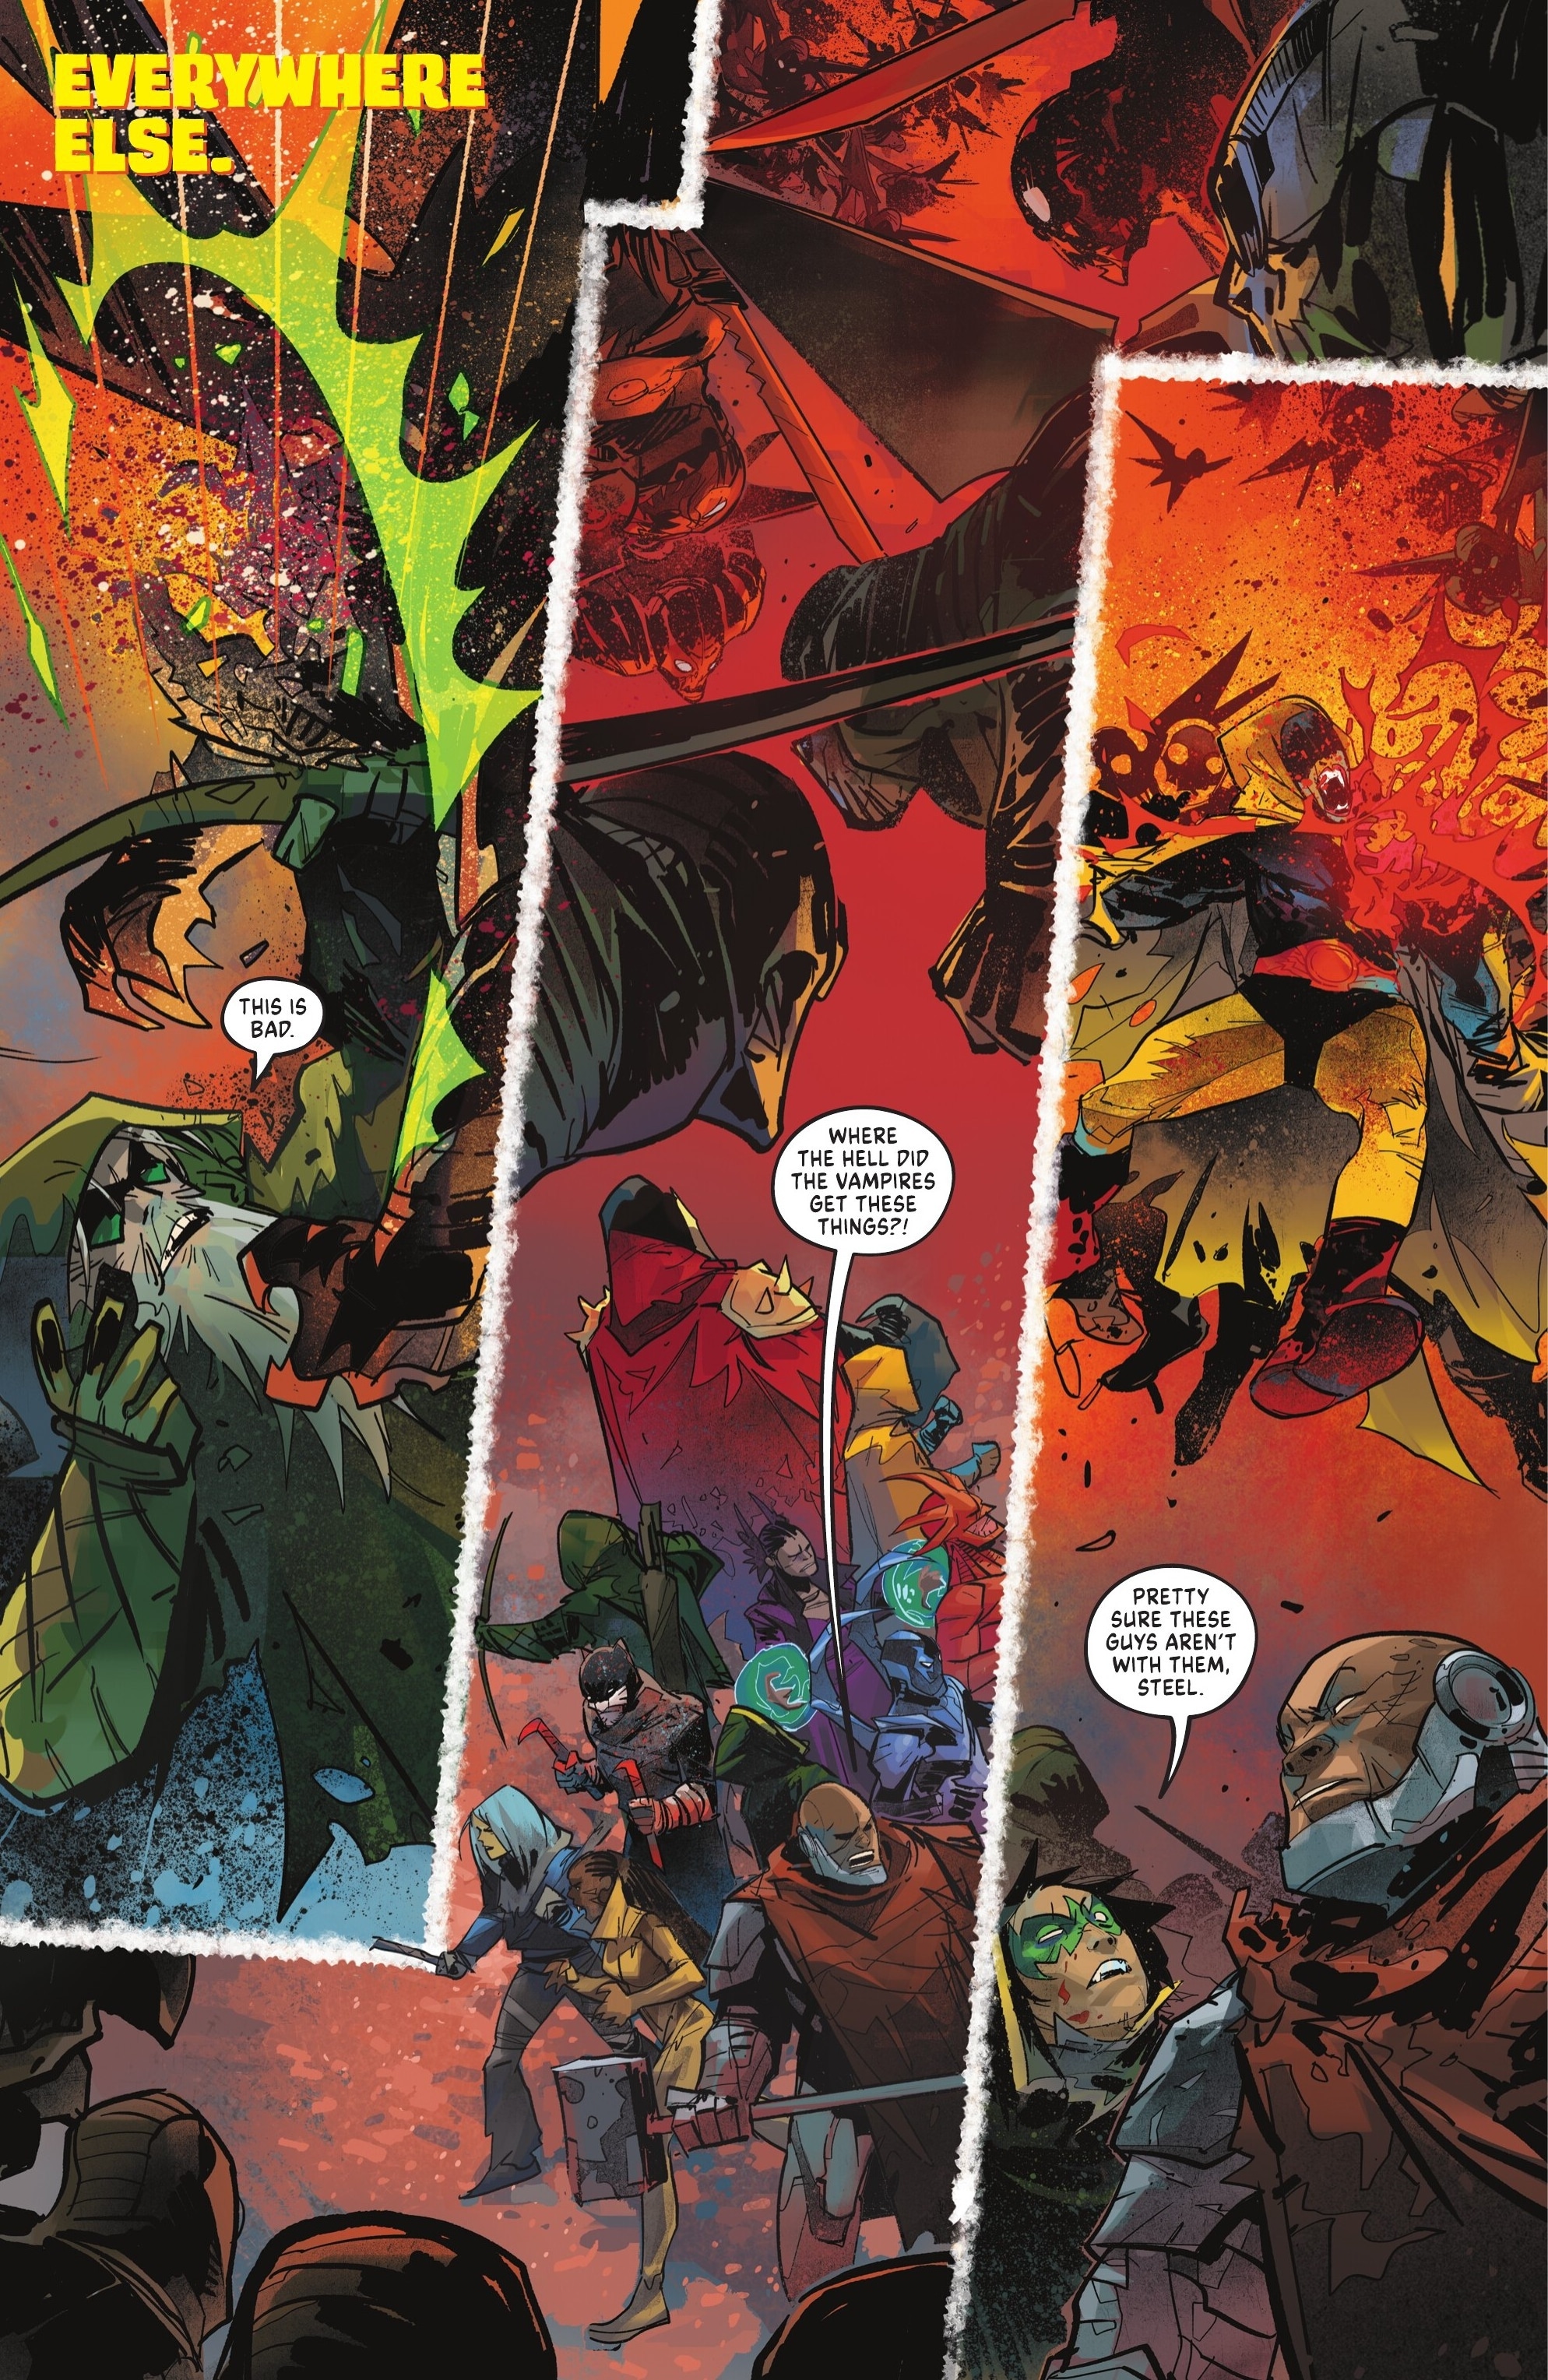 EVERYWHERE
ELSE.
THIS IS
BAD.
WHERE
THE HELL DID
THE VAMPIRES
GET THESE
THINGS?!
PRETTY
SURE THESE
GUYS AREN'T
WITH THEM,
STEEL.